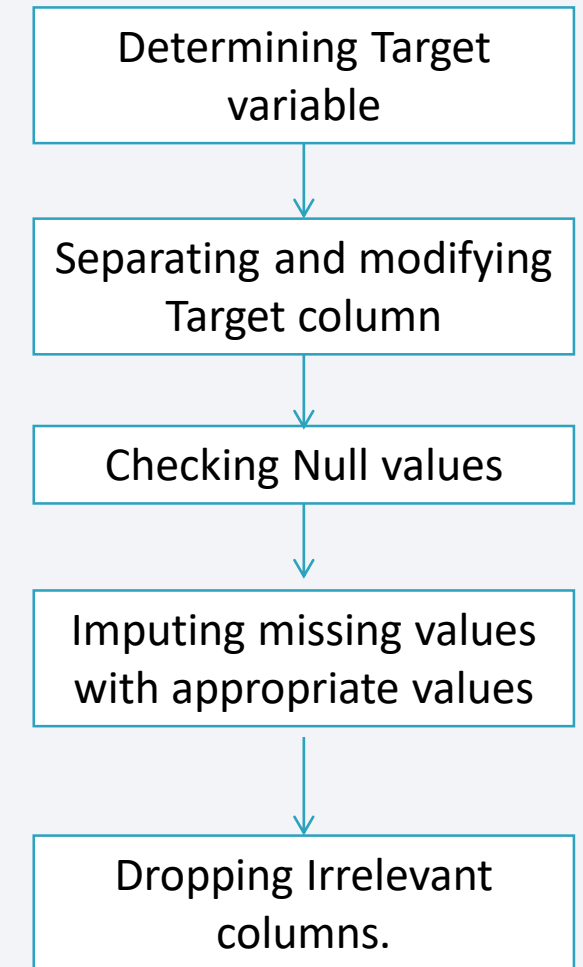 Determining Target
variable
Separating and modifying
Target column
Checking Null values
Imputing missing values
with appropriate values
Dropping Irrelevant
columns.